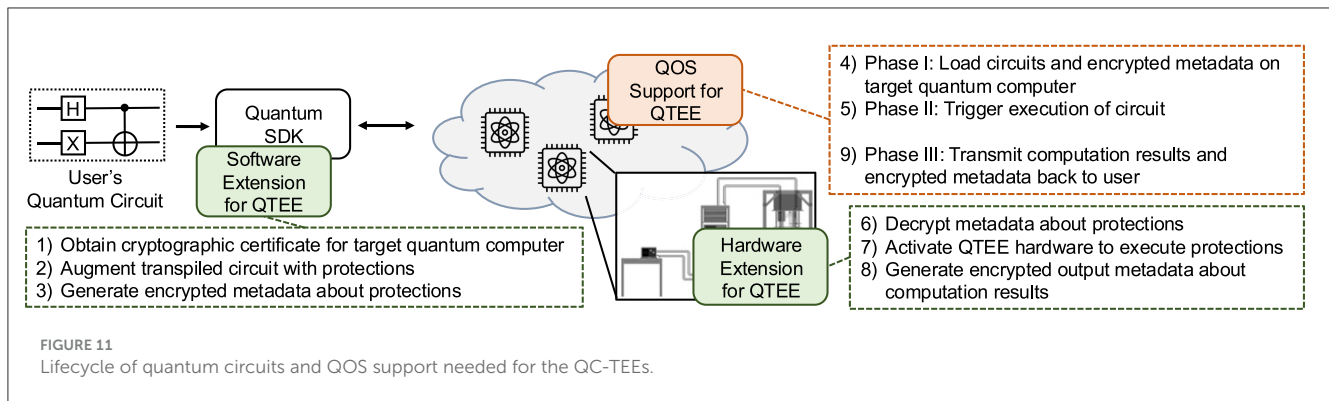 H
X
User's
Quantum Circuit
Quantum
SDK
Software
Extension
for QTEE
1) Obtain cryptographic certificate for target quantum computer
2) Augment transpiled circuit with protections
3) Generate encrypted metadata about protections
QOS
Support for
QTEE
4) Phase I: Load circuits and encrypted metadata on
target quantum computer
5) Phase II: Trigger execution of circuit
9) Phase III: Transmit computation results and
encrypted metadata back to user
Hardware
Extension
for QTEE
6) Decrypt metadata about protections
7) Activate QTEE hardware to execute protections
8) Generate encrypted output metadata about
computation results
FIGURE 11
Lifecycle of quantum circuits and QOS support needed for the QC-TEEs.